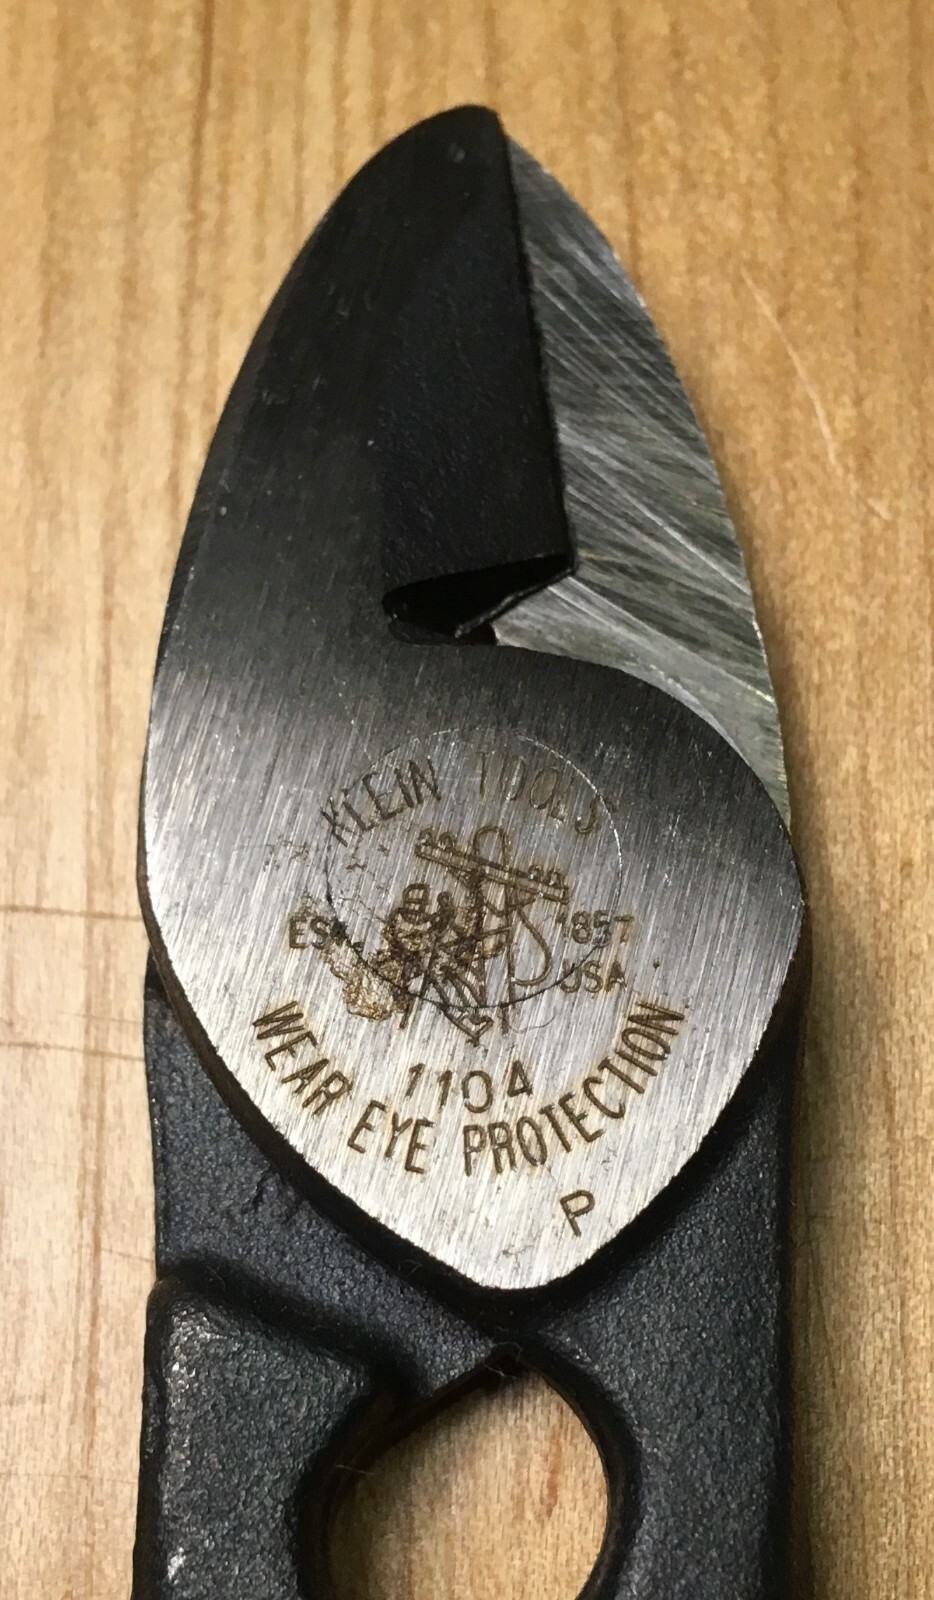 KLEIN TOOLS
EST. 1857
USA
1104
WEAR EYE PROTECTION
P